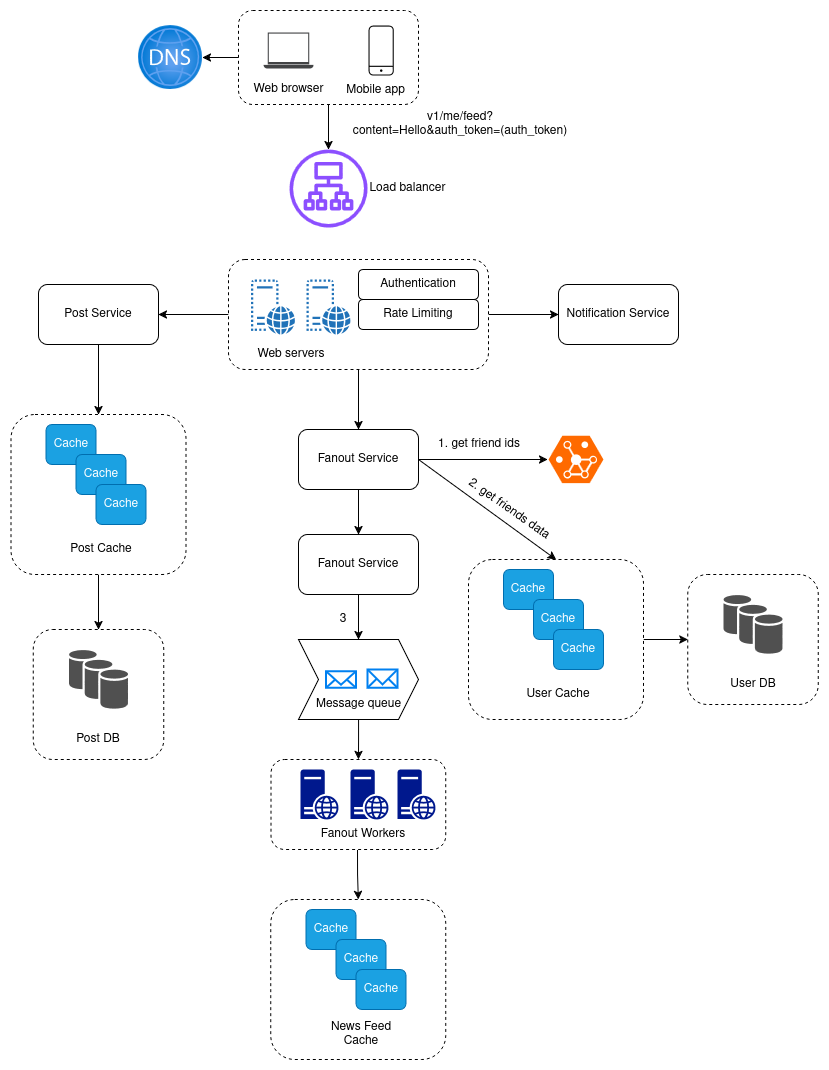 DNS
Web browser
Mobile app
v1/me/feed?
content=Hello&auth_token=(auth_token)
Load balancer
Post Service
Authentication
Rate Limiting
Web servers
Notification Service
Cache
Cache
Cache
Post Cache
Fanout Service
1. get friend ids
2. get friends data
Fanout Service
3
Cache
Cache
Cache
User Cache
User DB
Post DB
Message queue
Fanout Workers
Cache
Cache
Cache
News Feed
Cache